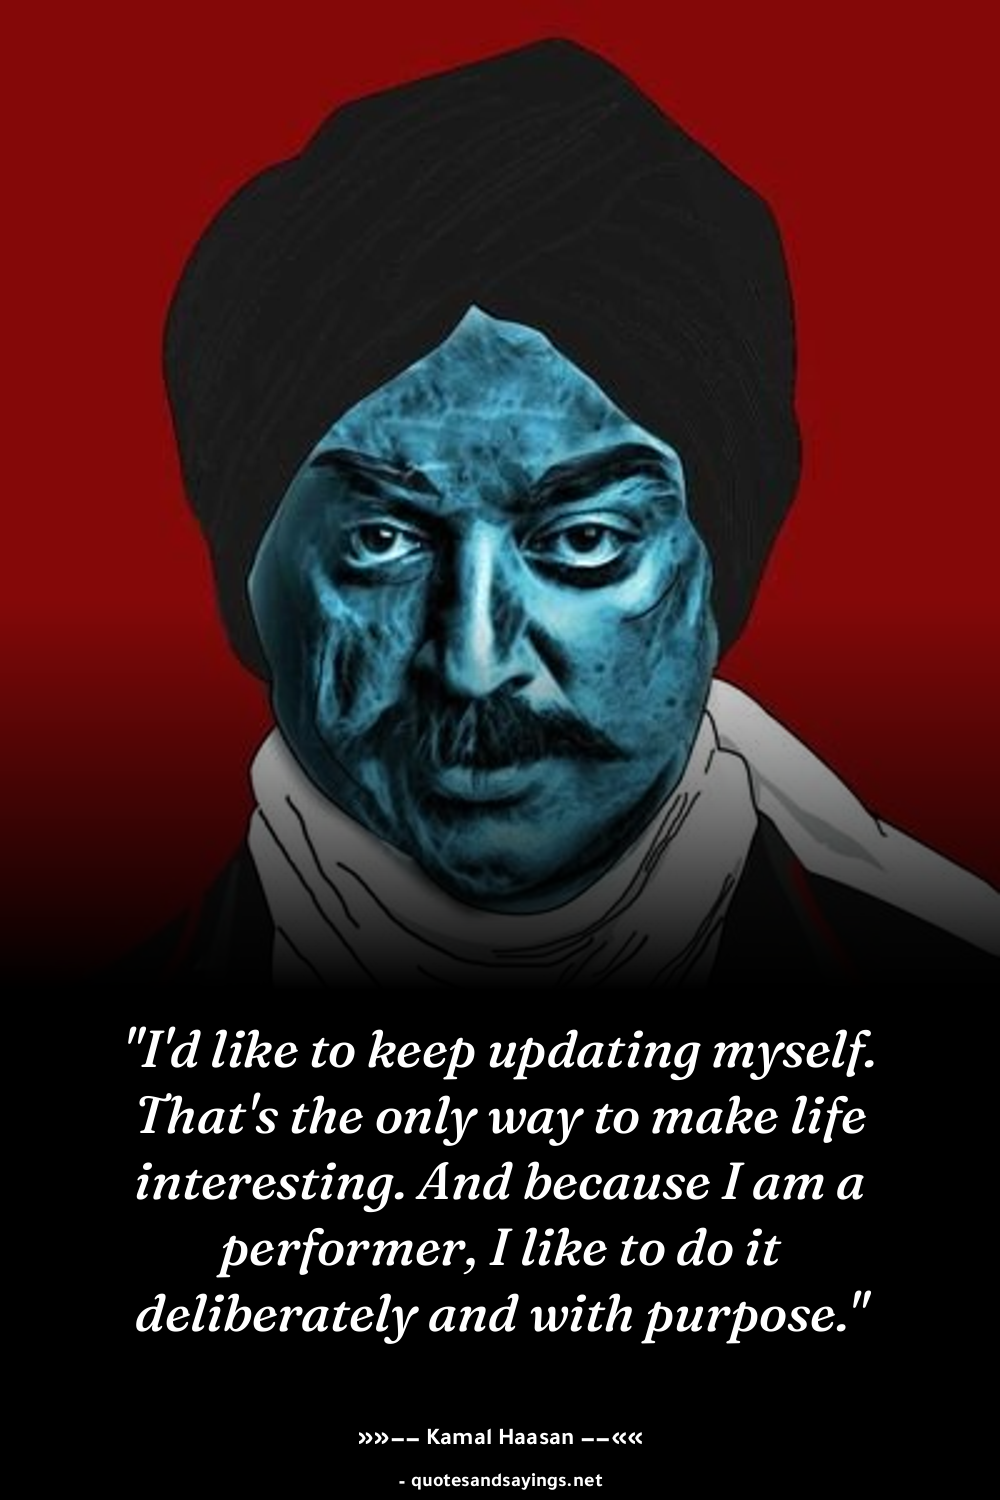 "I'd like to keep updating myself.
That's the only way to make life
interesting. And because I am a
performer, I like to do it
deliberately and with purpose."
»»–– Kamal Haasan ––««
- quotesandsayings.net